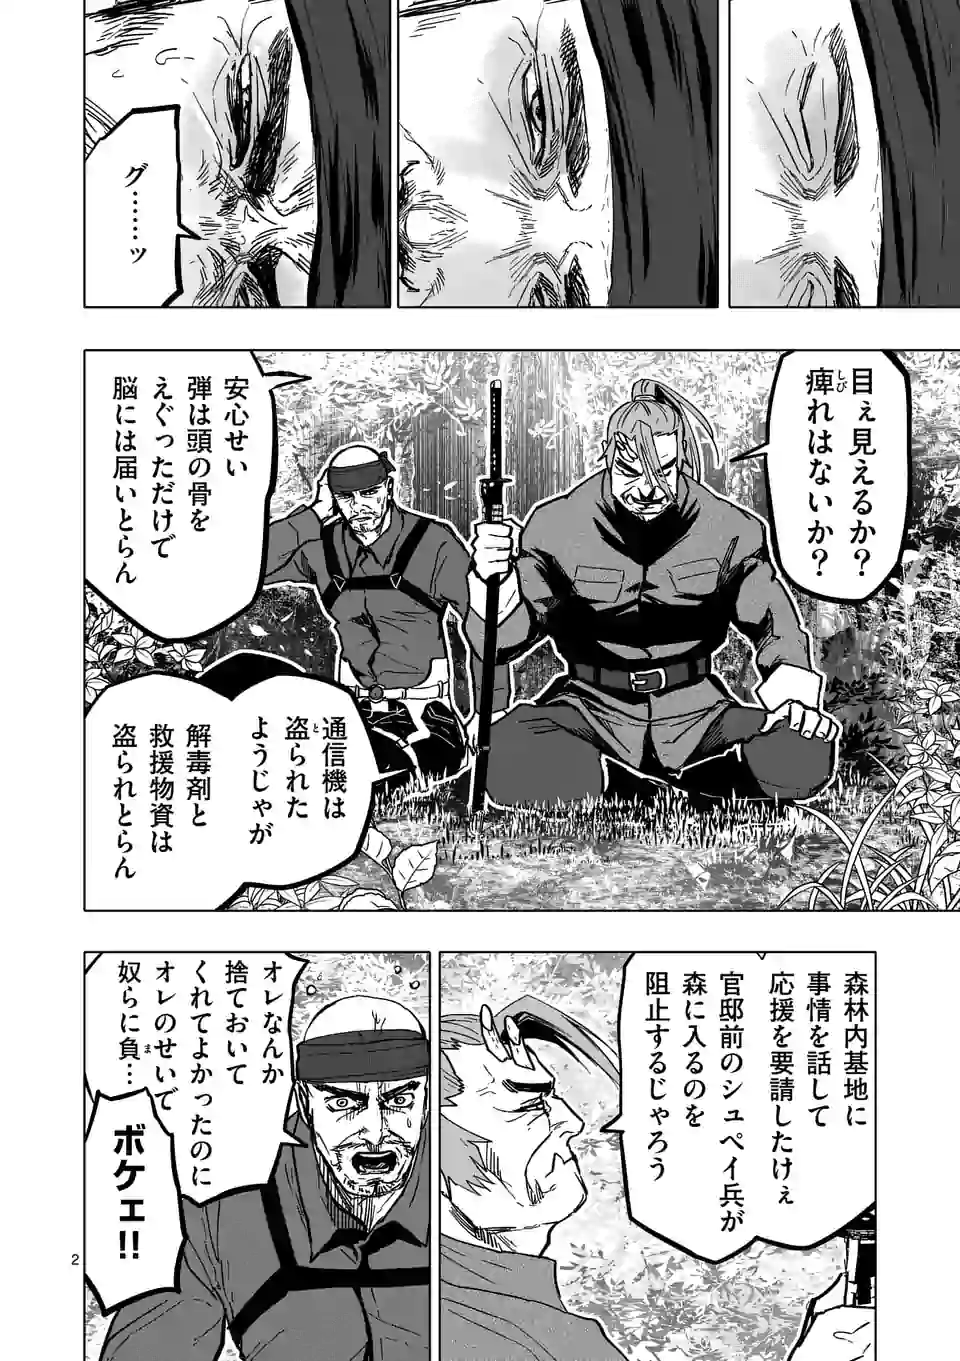 グ……ッ
目ぇ見えるか？
痺れはないか？
しび
安心せい
弾は頭の骨を
えぐっただけで
脳には届いとらん
通信機は
盗られた
と
ようじゃが
解毒剤と
救援物資は
盗られとらん
森林内基地に
事情を話して
応援を要請したけぇ
官邸前のシュペイ兵が
森に入るのを
阻止するじゃろう
オレなんか
捨ておいて
くれてよかったのに
オレのせいで
奴らに負…
ま
ボケェ!!
2